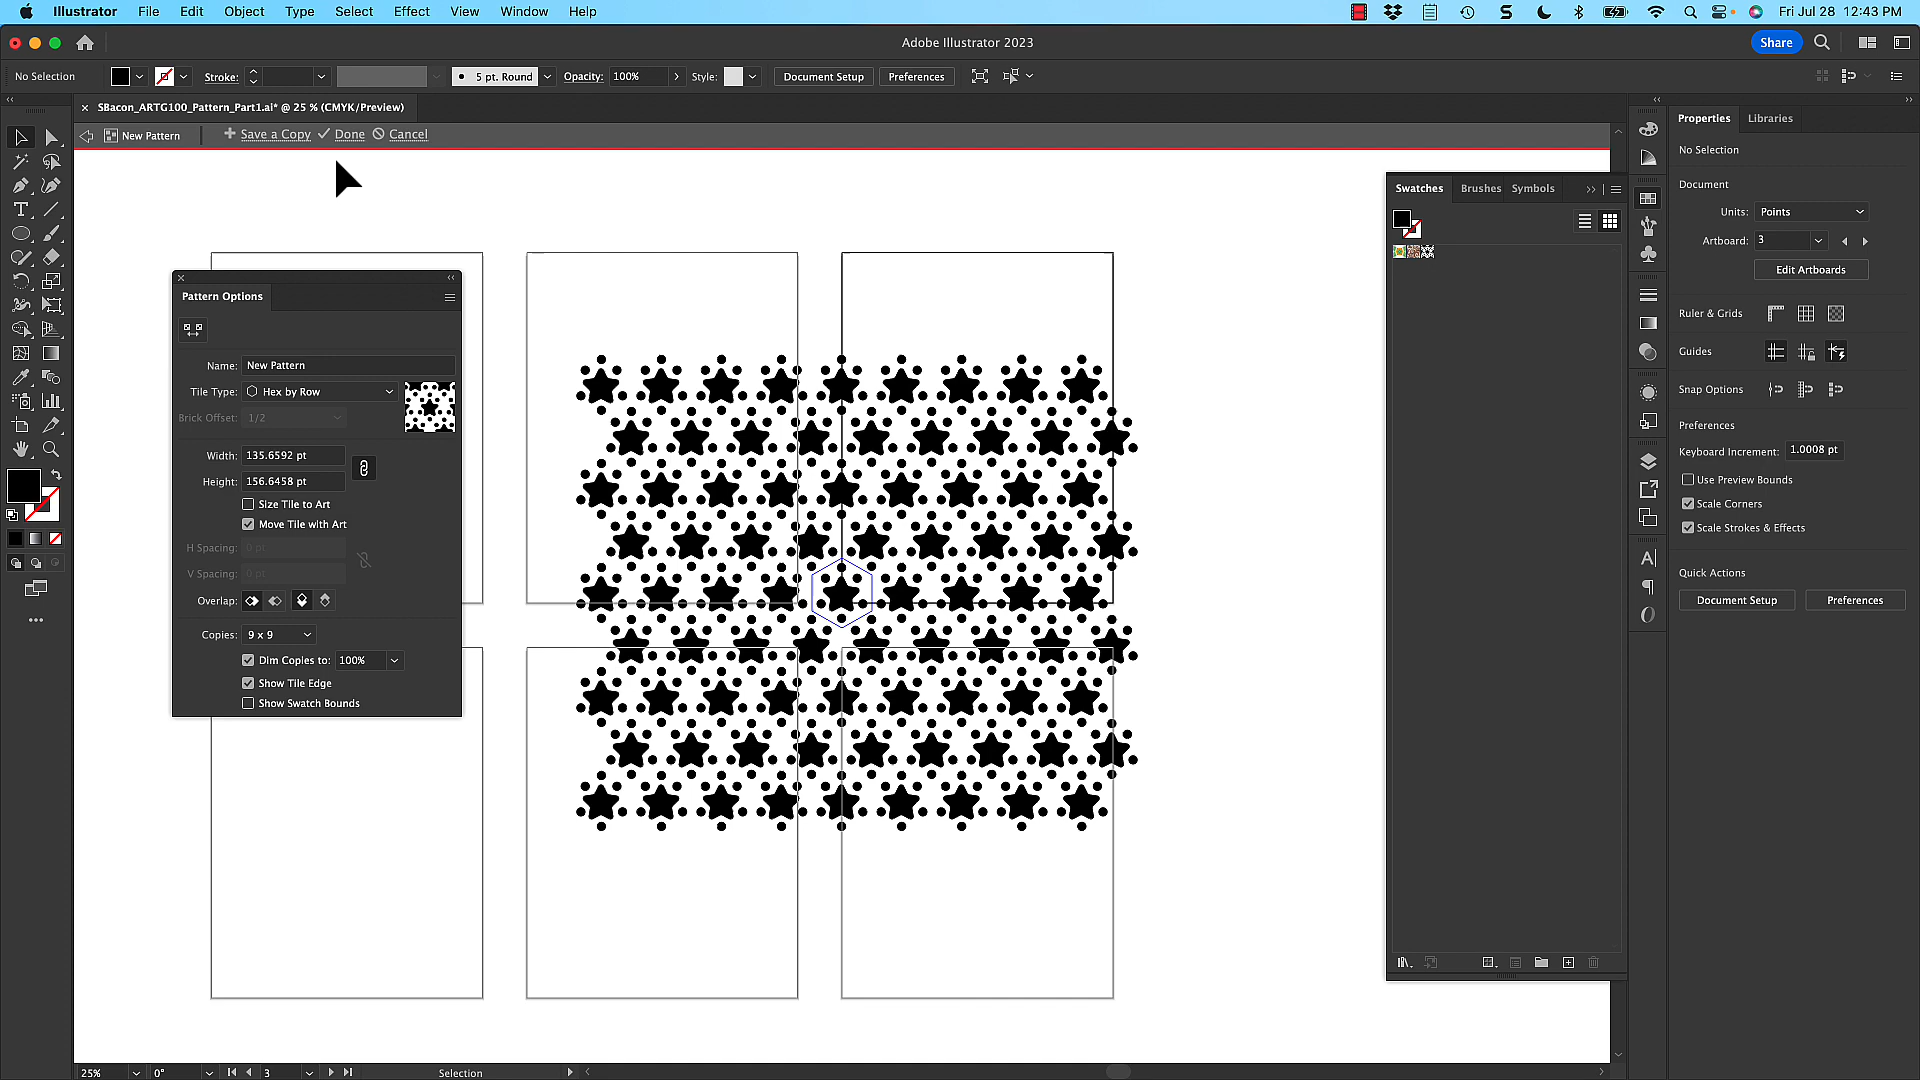 Illustrator File Edit Object Type Select Effect View Window Help Fri Jul 28 12:43 PM
Adobe Illustrator 2023 Share
No Selection Stroke: 5 pt. Round Opacity: 100% Style: Document Setup Preferences
SBacon_ARTG100_Pattern_Part1.ai* @ 25 % (CMYK/Preview)
New Pattern Save a Copy Done Cancel
Pattern Options
Name: New Pattern
Tile Type: Hex by Row
Brick Offset: 1/2
Width: 135.6592 pt
Height: 156.6458 pt
Size Tile to Art
Move Tile with Art
H Spacing: 0 pt
V Spacing: 0 pt
Overlap:
Copies: 9 x 9
Dim Copies to: 100%
Show Tile Edge
Show Swatch Bounds
Swatches Brushes Symbols
Properties Libraries
No Selection
Document
Units: Points
Artboard: 3
Edit Artboards
Ruler & Grids
Guides
Snap Options
Preferences
Keyboard Increment: 1.0008 pt
Use Preview Bounds
Scale Corners
Scale Strokes & Effects
Quick Actions
Document Setup Preferences
25% 0° 3 Selection